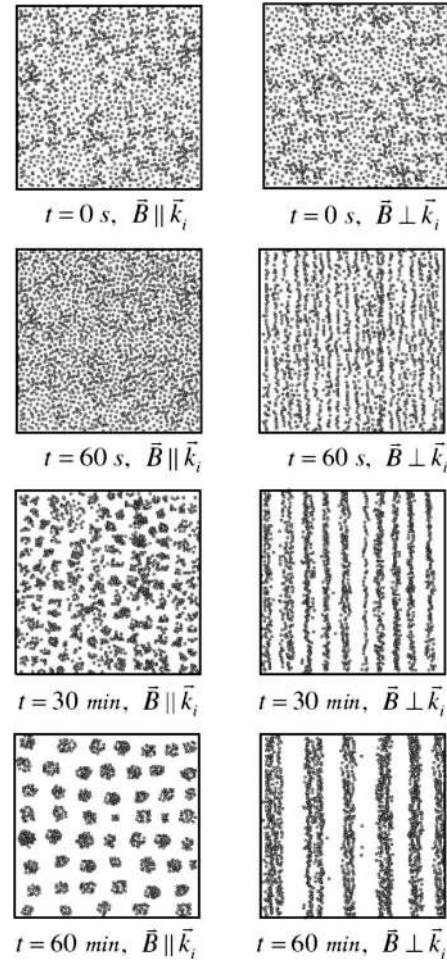 t = 0 s, B⃗ ∥ k⃗ᵢ t = 0 s, B⃗ ⊥ k⃗ᵢ
t = 60 s, B⃗ ∥ k⃗ᵢ t = 60 s, B⃗ ⊥ k⃗ᵢ
t = 30 min, B⃗ ∥ k⃗ᵢ t = 30 min, B⃗ ⊥ k⃗ᵢ
t = 60 min, B⃗ ∥ k⃗ᵢ t = 60 min, B⃗ ⊥ k⃗ᵢ